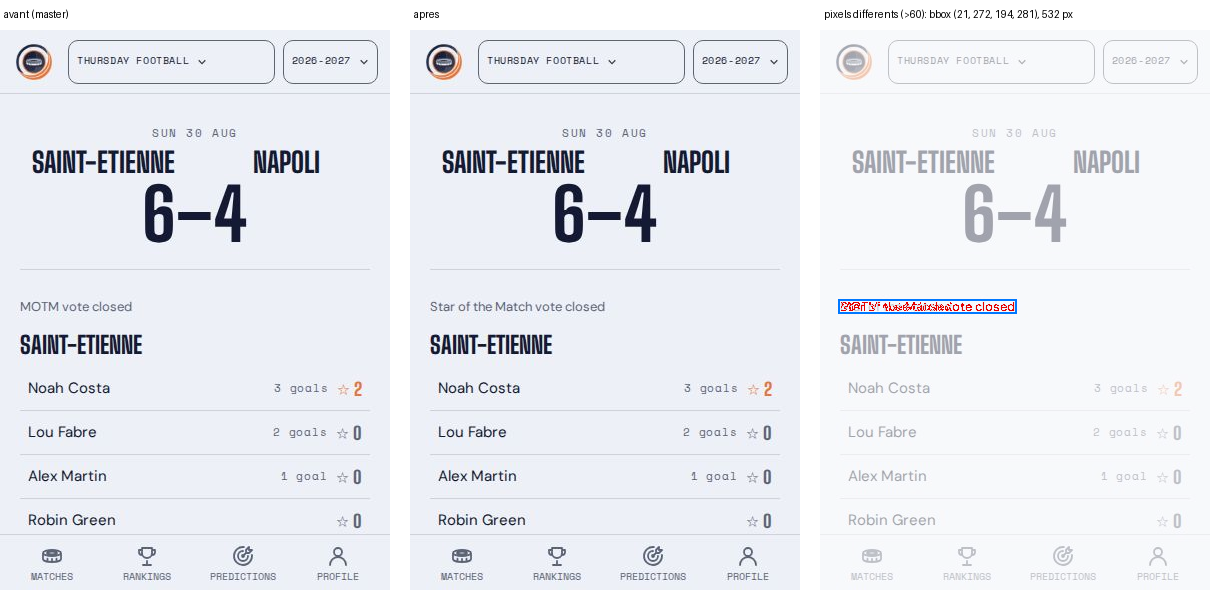 avant (master)
THURSDAY FOOTBALL
2026-2027
SUN 30 AUG
SAINT-ETIENNE NAPOLI
6–4
MOTM vote closed
SAINT-ETIENNE
Noah Costa 3 goals ☆ 2
Lou Fabre 2 goals ☆ 0
Alex Martin 1 goal ☆ 0
Robin Green ☆ 0
MATCHES RANKINGS PREDICTIONS PROFILE
apres
THURSDAY FOOTBALL
2026-2027
SUN 30 AUG
SAINT-ETIENNE NAPOLI
6–4
Star of the Match vote closed
SAINT-ETIENNE
Noah Costa 3 goals ☆ 2
Lou Fabre 2 goals ☆ 0
Alex Martin 1 goal ☆ 0
Robin Green ☆ 0
MATCHES RANKINGS PREDICTIONS PROFILE
pixels differents (>60): bbox (21, 272, 194, 281), 532 px
THURSDAY FOOTBALL
2026-2027
SUN 30 AUG
SAINT-ETIENNE NAPOLI
6–4
vote closed
SAINT-ETIENNE
Noah Costa 3 goals ☆ 2
Lou Fabre 2 goals ☆ 0
Alex Martin 1 goal ☆ 0
Robin Green ☆ 0
MATCHES RANKINGS PREDICTIONS PROFILE